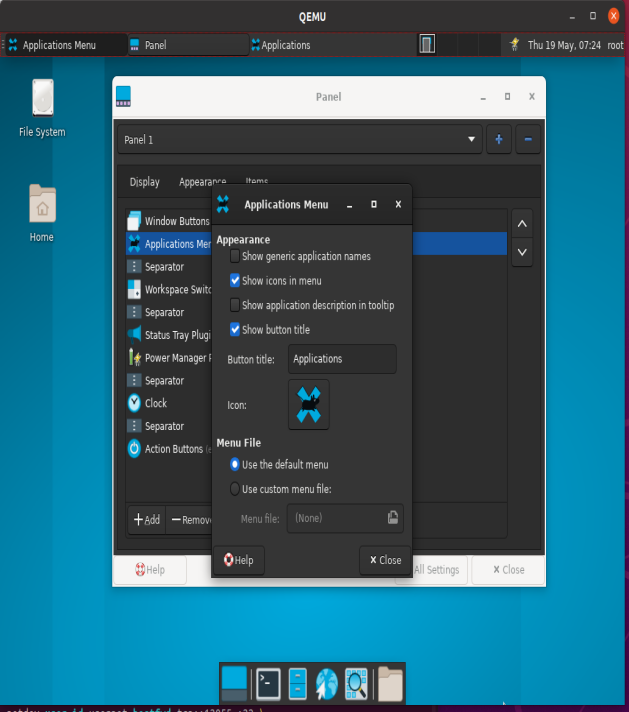 QEMU
Applications Menu
Panel
Applications
Thu 19 May, 07:24 root
File System
Home
Panel
Panel 1
Display Appearance Items
Window Buttons
Applications Men
Separator
Workspace Switc
Separator
Status Tray Plugi
Power Manager P
Separator
Clock
Separator
Action Buttons (e
Add Remove
Help
All Settings
Close
Applications Menu
Appearance
Show generic application names
Show icons in menu
Show application description in tooltip
Show button title
Button title: Applications
Icon:
Menu File
Use the default menu
Use custom menu file:
Menu file: (None)
Help
Close